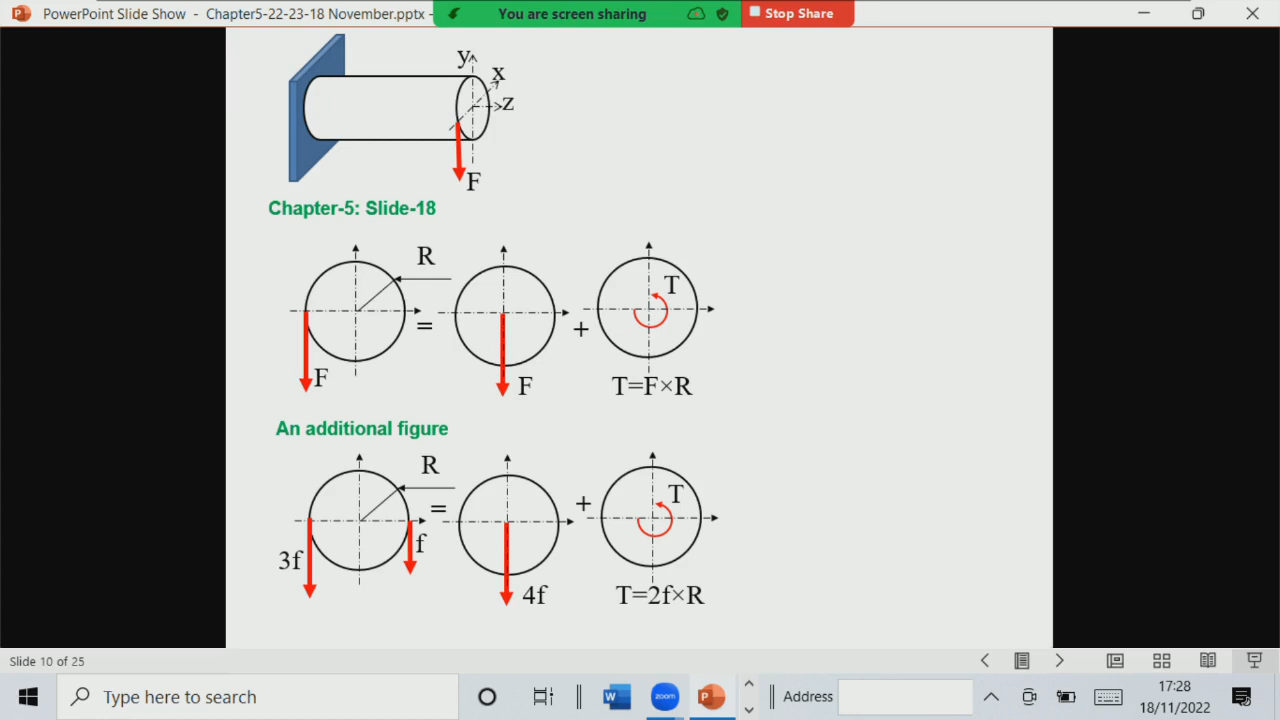 PowerPoint Slide Show - Chapter5-22-23-18 November.pptx -
You are screen sharing
Stop Share
y
x
z
F
Chapter-5: Slide-18
R
T
=
+
F
F
T=F×R
An additional figure
R
T
=
+
3f
f
4f
T=2f×R
Slide 10 of 25
Type here to search
W
zoom
P
Address
17:28
18/11/2022